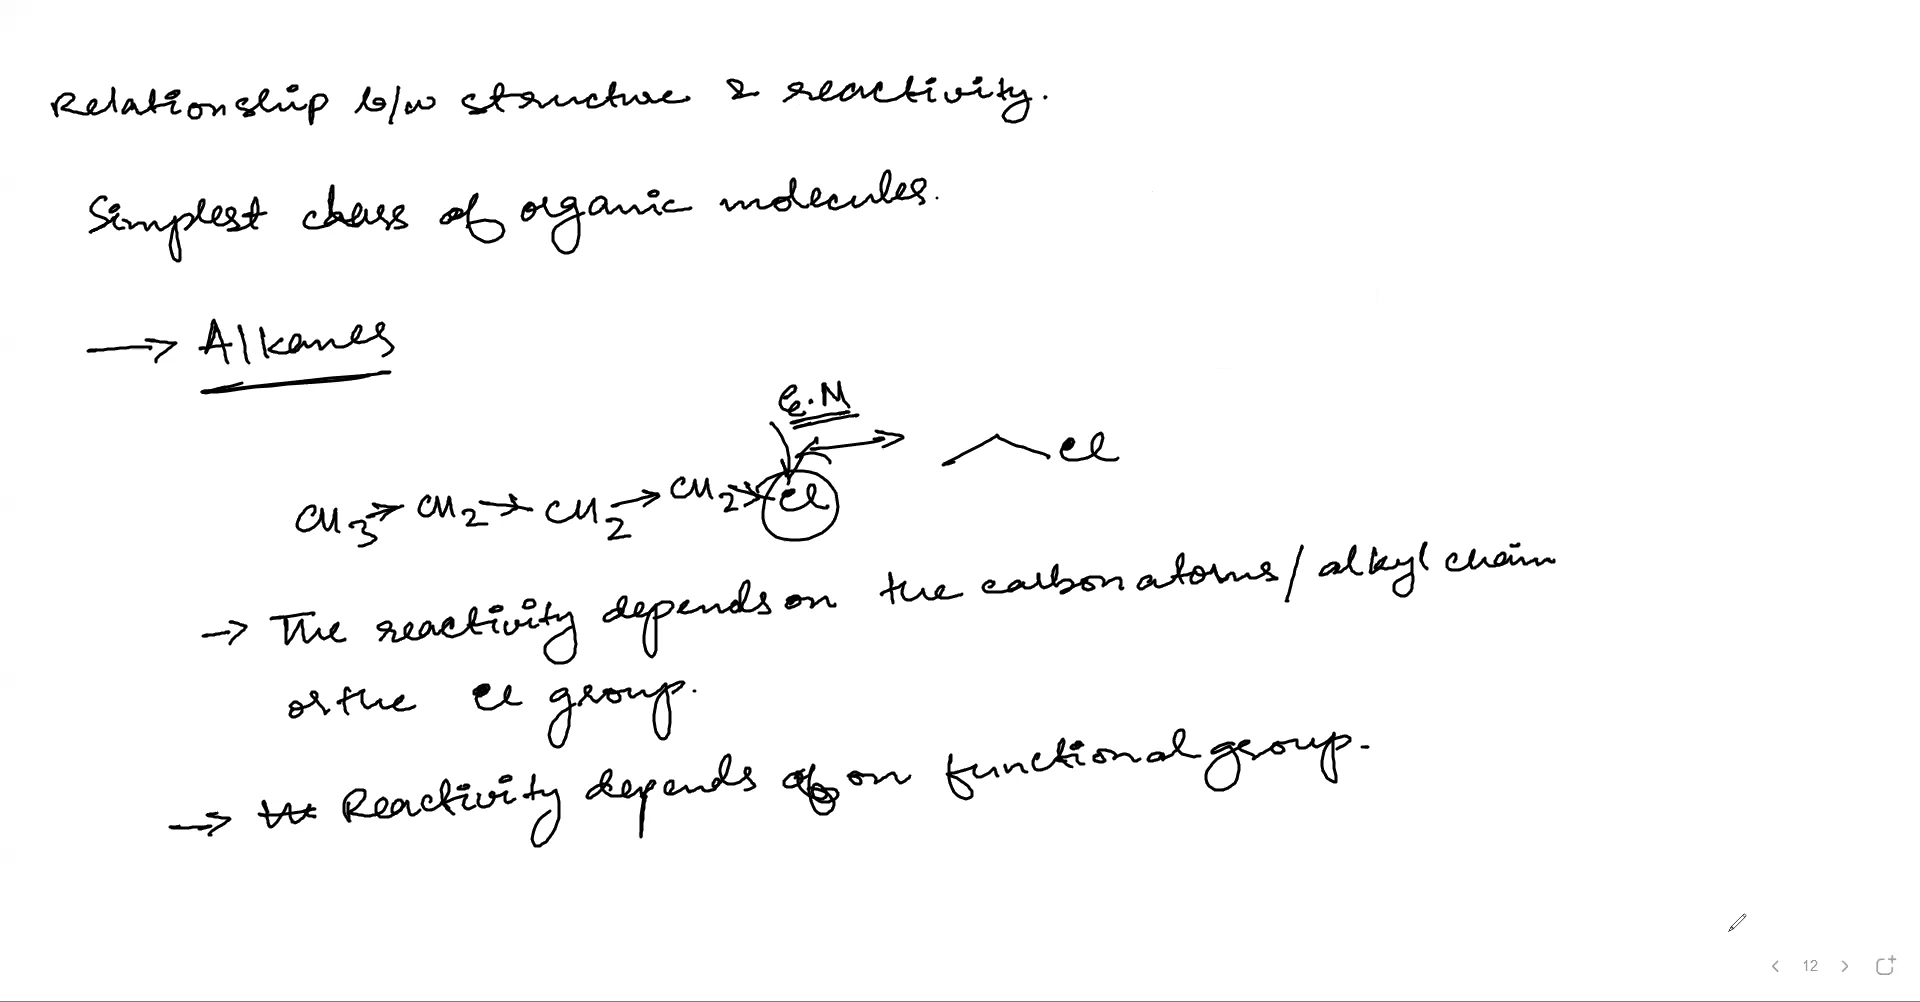 Relationship b/w structure & reactivity.
Simplest class of organic molecules.
→ Alkanes
E.M
CH3 → CH2 → CH2 → CH2 → Cl
Cl
→ The reactivity depends on the carbon atoms / alkyl chain
or the Cl group.
→ Reactivity depends on functional group.
12